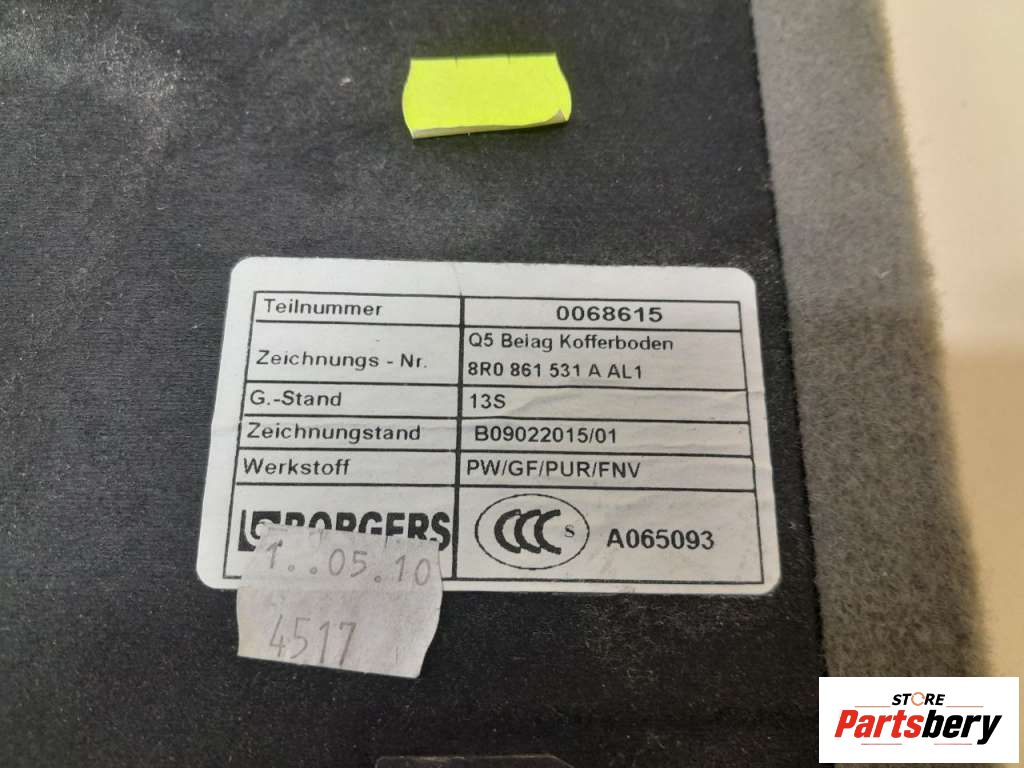 Teilnummer 0068615
Zeichnungs - Nr. Q5 Belag Kofferboden
8R0 861 531 A AL1
G.-Stand 13S
Zeichnungstand B09022015/01
Werkstoff PW/GF/PUR/FNV
BORGERS CCC S A065093
1..05.10
4517
STORE
Partsbery